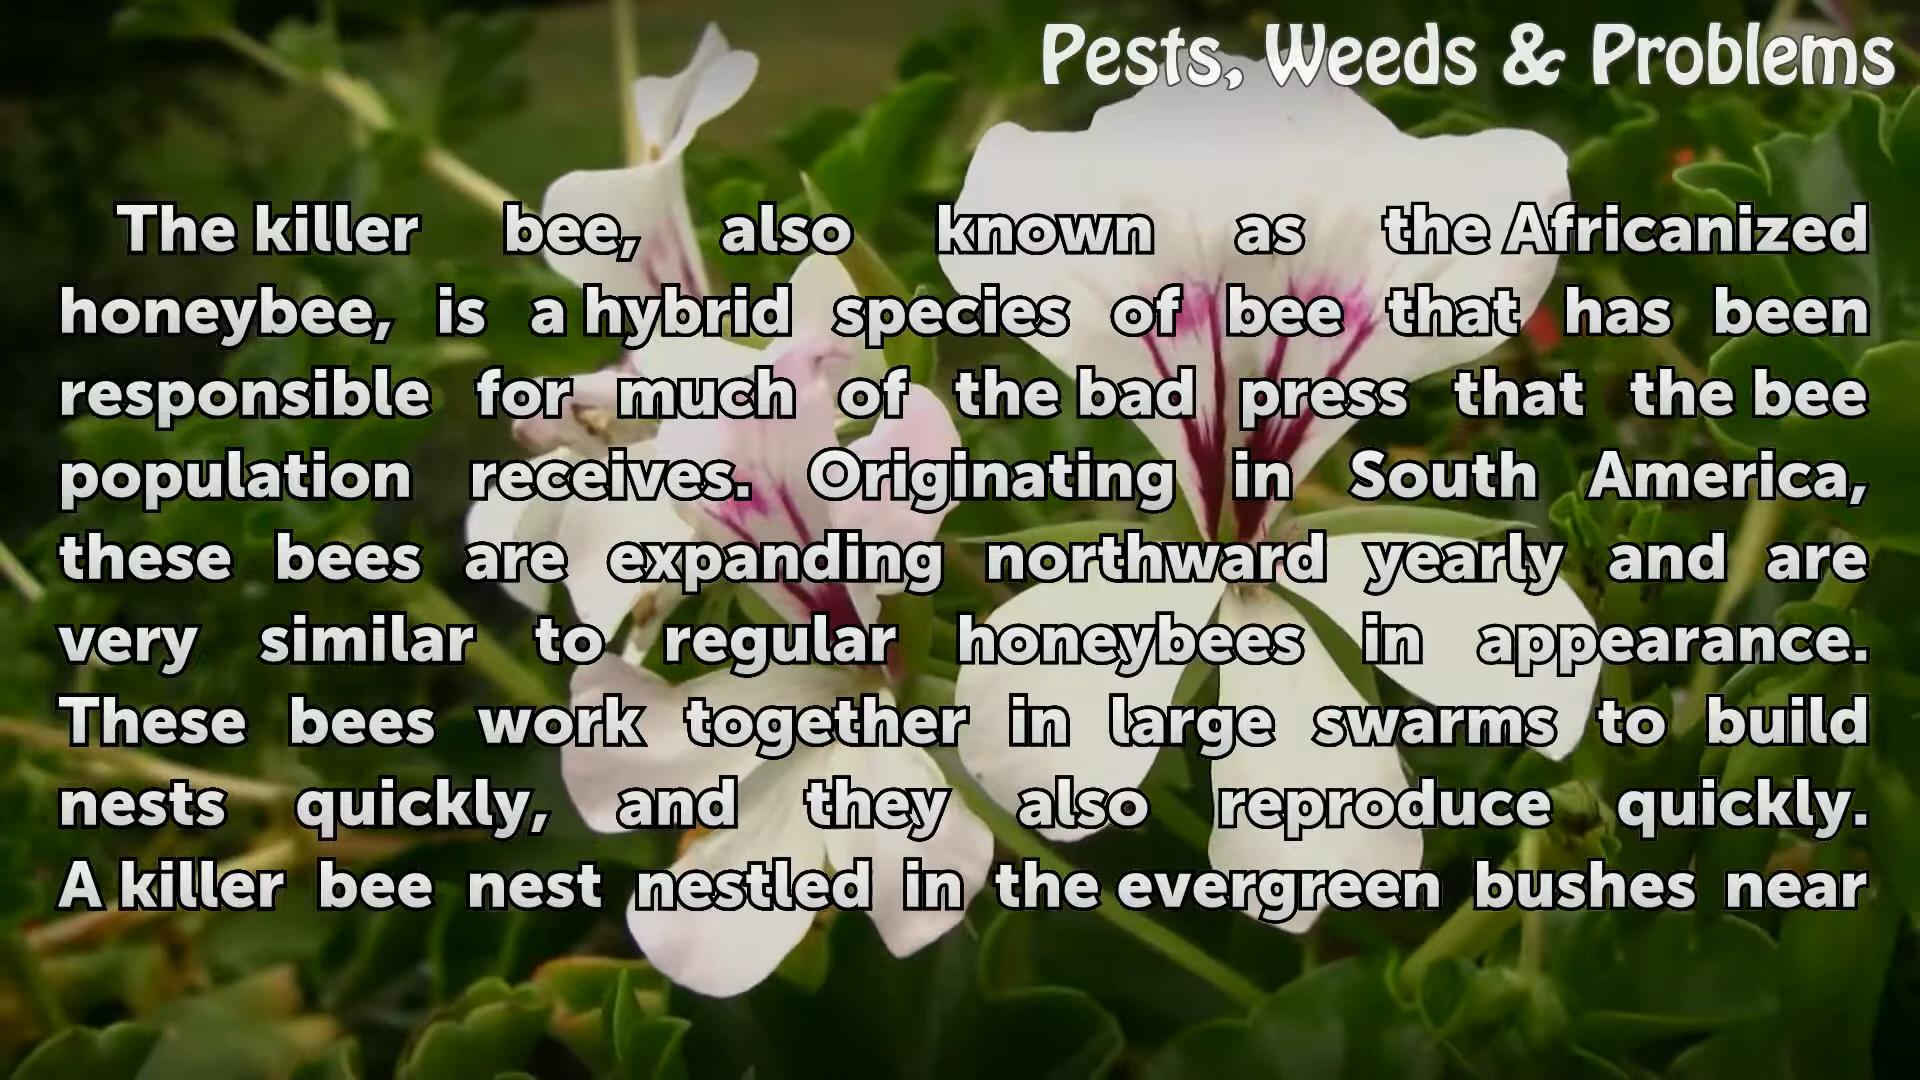 Pests, Weeds & Problems
The killer bee, also known as the Africanized
honeybee, is a hybrid species of bee that has been
responsible for much of the bad press that the bee
population receives. Originating in South America,
these bees are expanding northward yearly and are
very similar to regular honeybees in appearance.
These bees work together in large swarms to build
nests quickly, and they also reproduce quickly.
A killer bee nest nestled in the evergreen bushes near